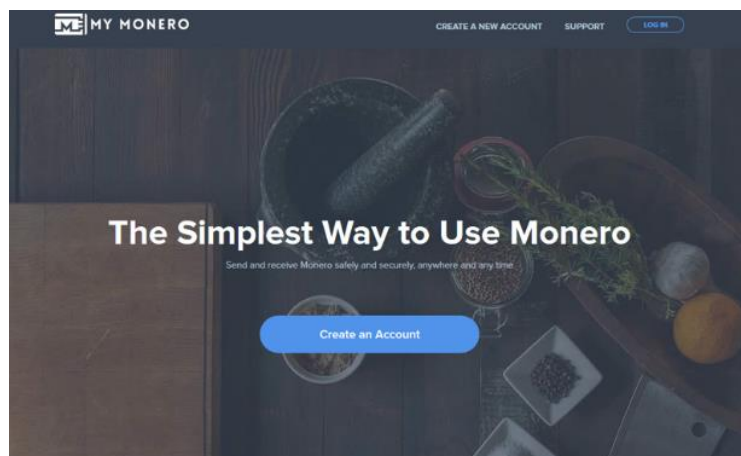 MY MONERO
CREATE A NEW ACCOUNT
SUPPORT
LOG IN
The Simplest Way to Use Monero
Send and receive Monero safely and securely, anywhere and any time
Create an Account